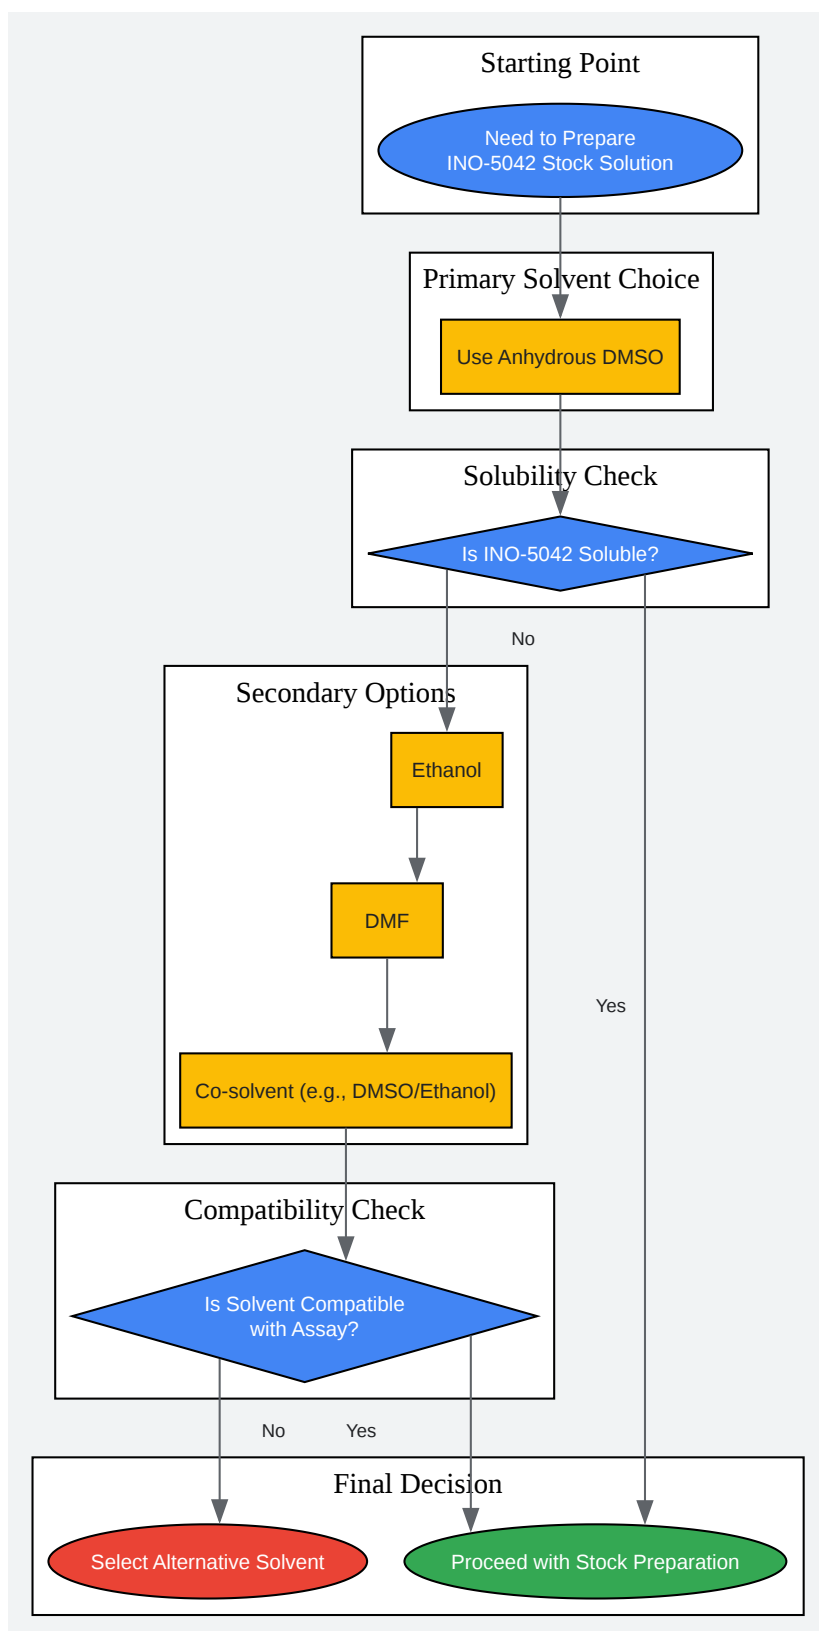 Starting Point
Need to Prepare
INO-5042 Stock Solution
Primary Solvent Choice
Use Anhydrous DMSO
Solubility Check
Is INO-5042 Soluble?
No
Secondary Options
Ethanol
DMF
Yes
Co-solvent (e.g., DMSO/Ethanol)
Compatibility Check
Is Solvent Compatible
with Assay?
No
Yes
Final Decision
Select Alternative Solvent
Proceed with Stock Preparation